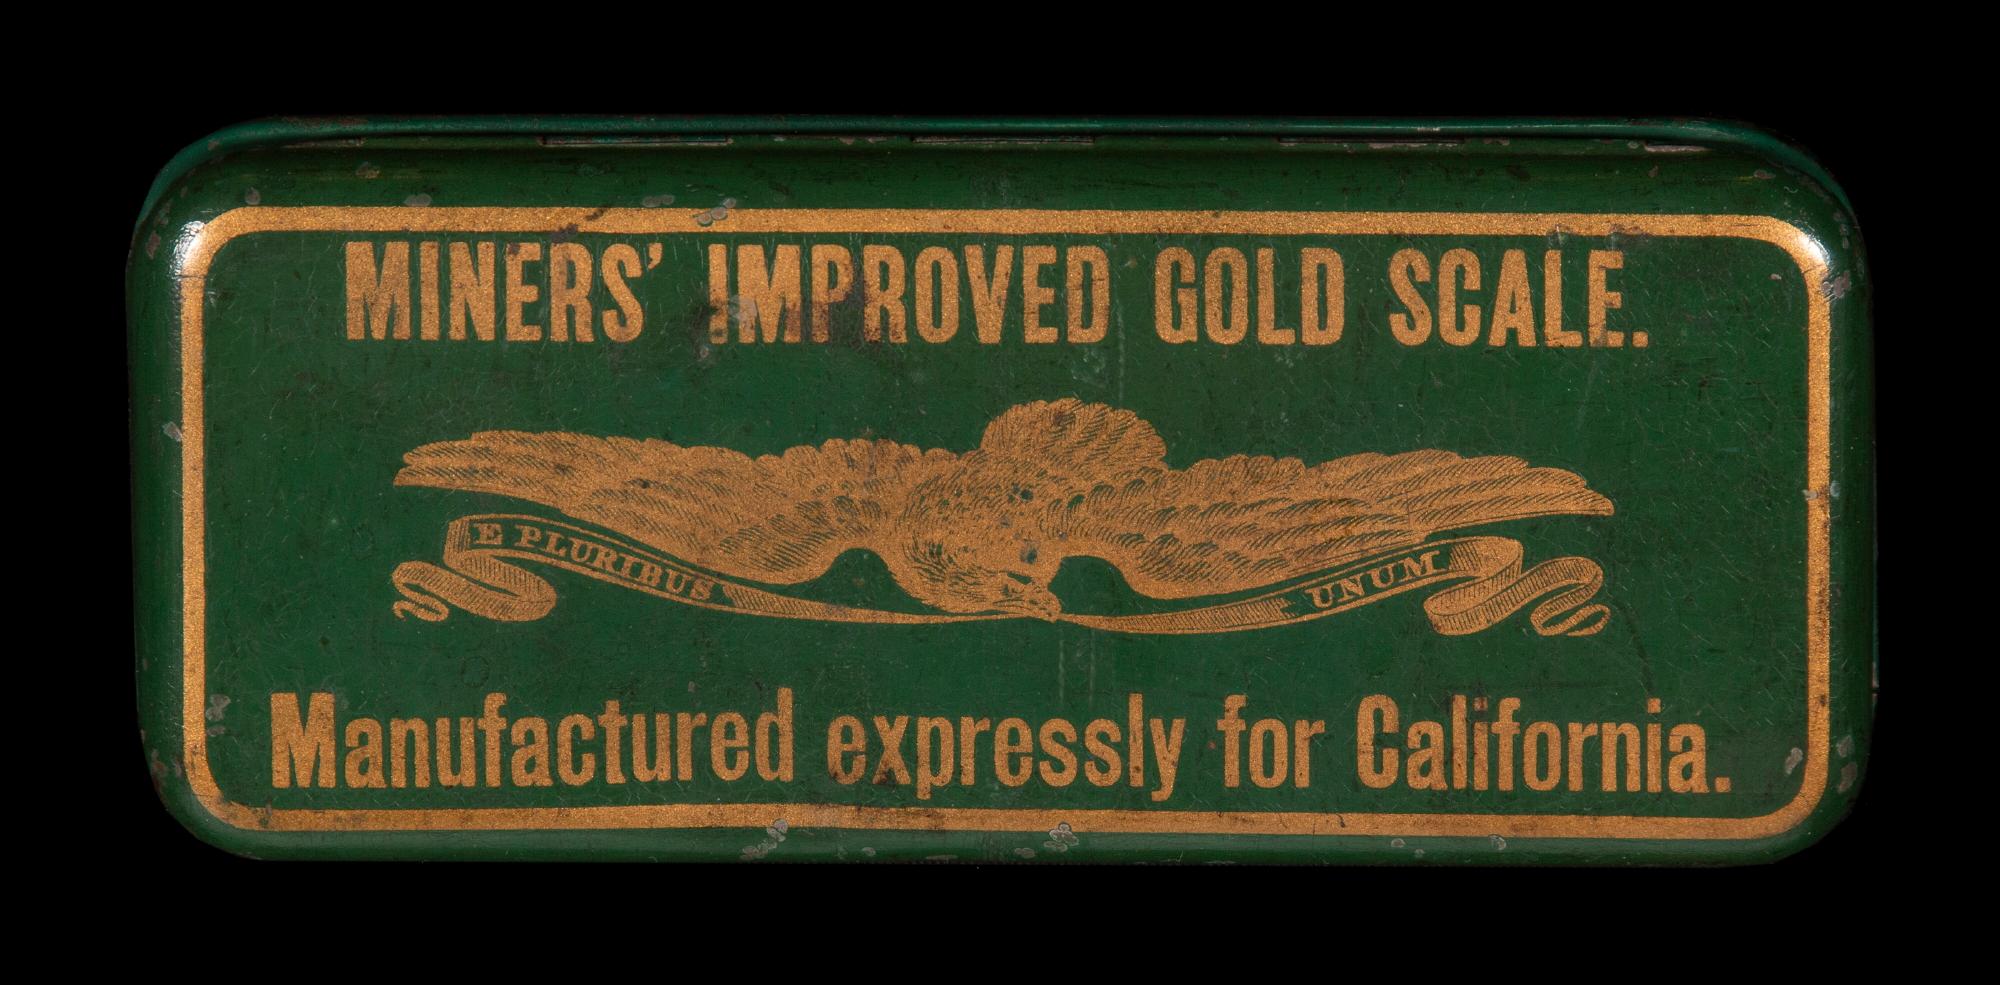 MINERS' IMPROVED GOLD SCALE.
E PLURIBUS UNUM
Manufactured expressly for California.